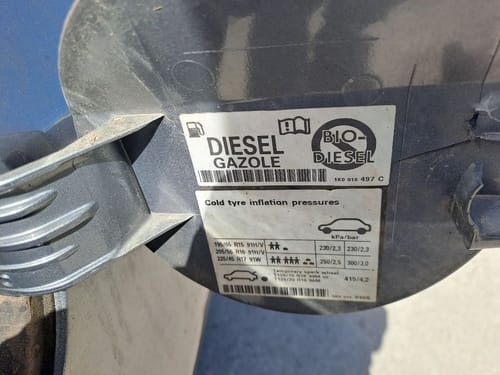 DIESEL
GAZOLE
BIO-
DIESEL
1K0 010 497 C
Cold tyre inflation pressures
kPa/bar
195/65 R15 91H/V 230/2,3 230/2,3
205/55 R16 91H/V
225/45 R17 91W 250/2,5 300/3,0
Temporary spare wheel
415/4,2